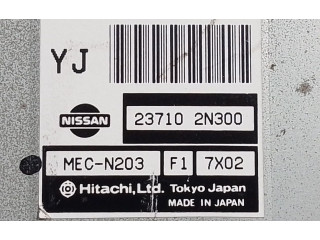 YJ
NISSAN 23710 2N300
MEC-N203 F1 7X02
Hitachi, Ltd. Tokyo Japan
MADE IN JAPAN